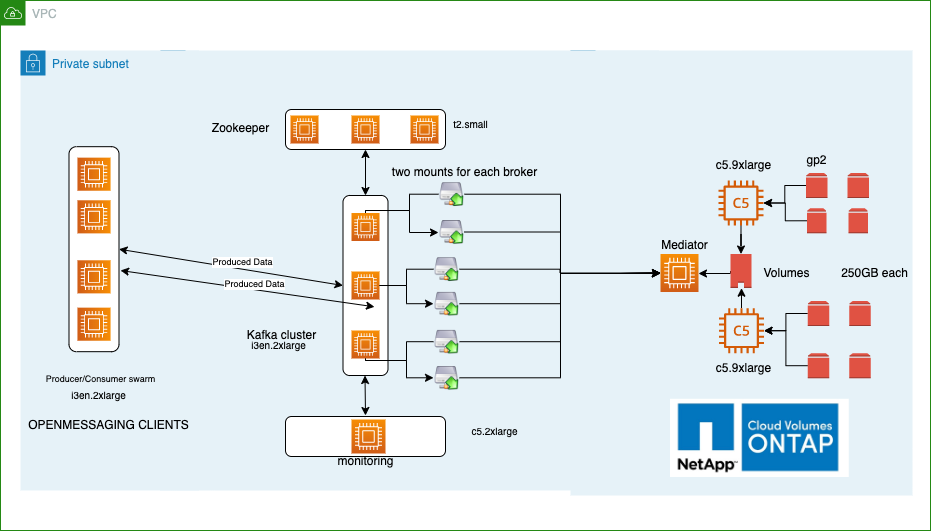 VPC
Private subnet
Zookeeper
t2.small
two mounts for each broker
c5.9xlarge
gp2
C5
Produced Data
Produced Data
Mediator
Volumes
250GB each
Kafka cluster
i3en.2xlarge
C5
c5.9xlarge
Producer/Consumer swarm
i3en.2xlarge
OPENMESSAGING CLIENTS
c5.2xlarge
monitoring
NetApp™
Cloud Volumes
ONTAP